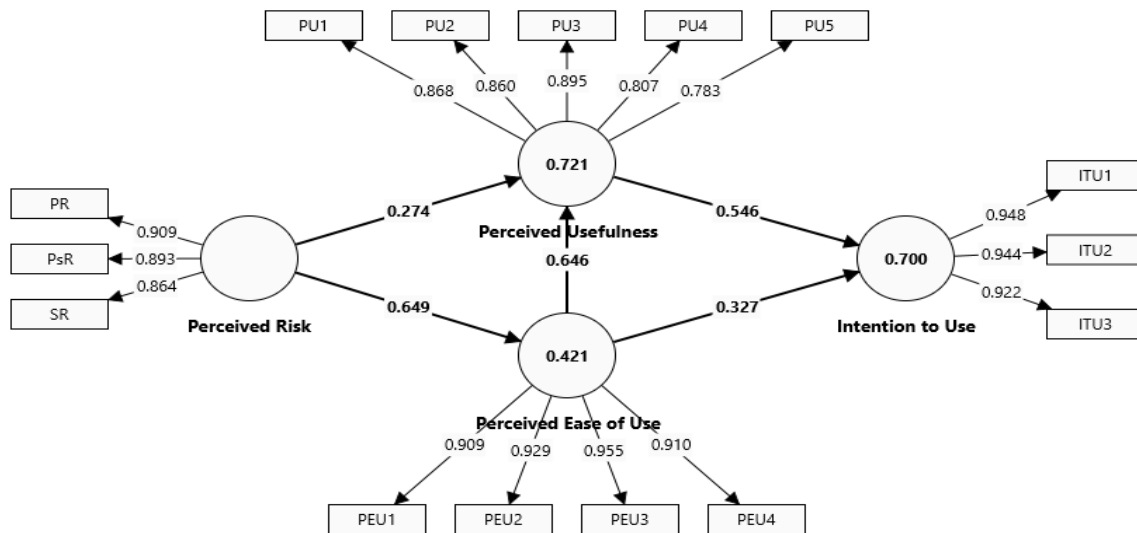 PU1 PU2 PU3 PU4 PU5
0.868 0.860 0.895 0.807 0.783
0.721
Perceived Usefulness
PR
PsR
SR
0.909
0.893
0.864
Perceived Risk
0.274
0.649
0.646
0.546
0.327
0.700
Intention to Use
0.948
0.944
0.922
ITU1
ITU2
ITU3
0.421
Perceived Ease of Use
0.909 0.929 0.955 0.910
PEU1 PEU2 PEU3 PEU4